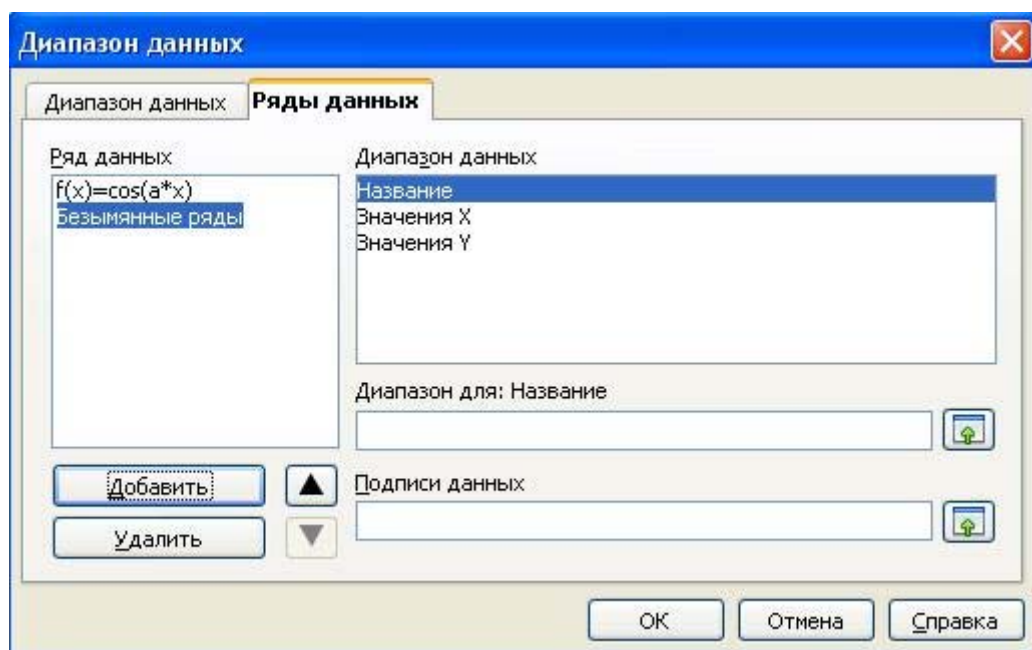 Диапазон данных
Диапазон данных
Ряды данных
Ряд данных
f(x)=cos(a*x)
Безымянные ряды
Диапазон данных
Название
Значения X
Значения Y
Диапазон для: Название
Добавить
Удалить
Подписи данных
ОК
Отмена
Справка